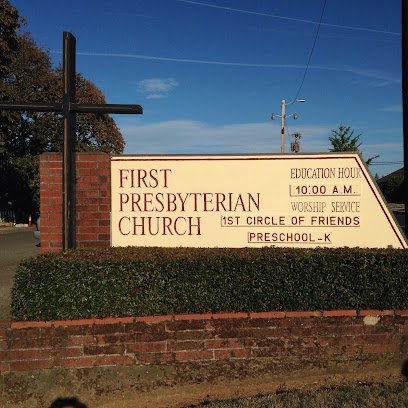 FIRST
PRESBYTERIAN
CHURCH
EDUCATION HOUR
10:00 A.M.
WORSHIP SERVICE
1ST CIRCLE OF FRIENDS
PRESCHOOL-K